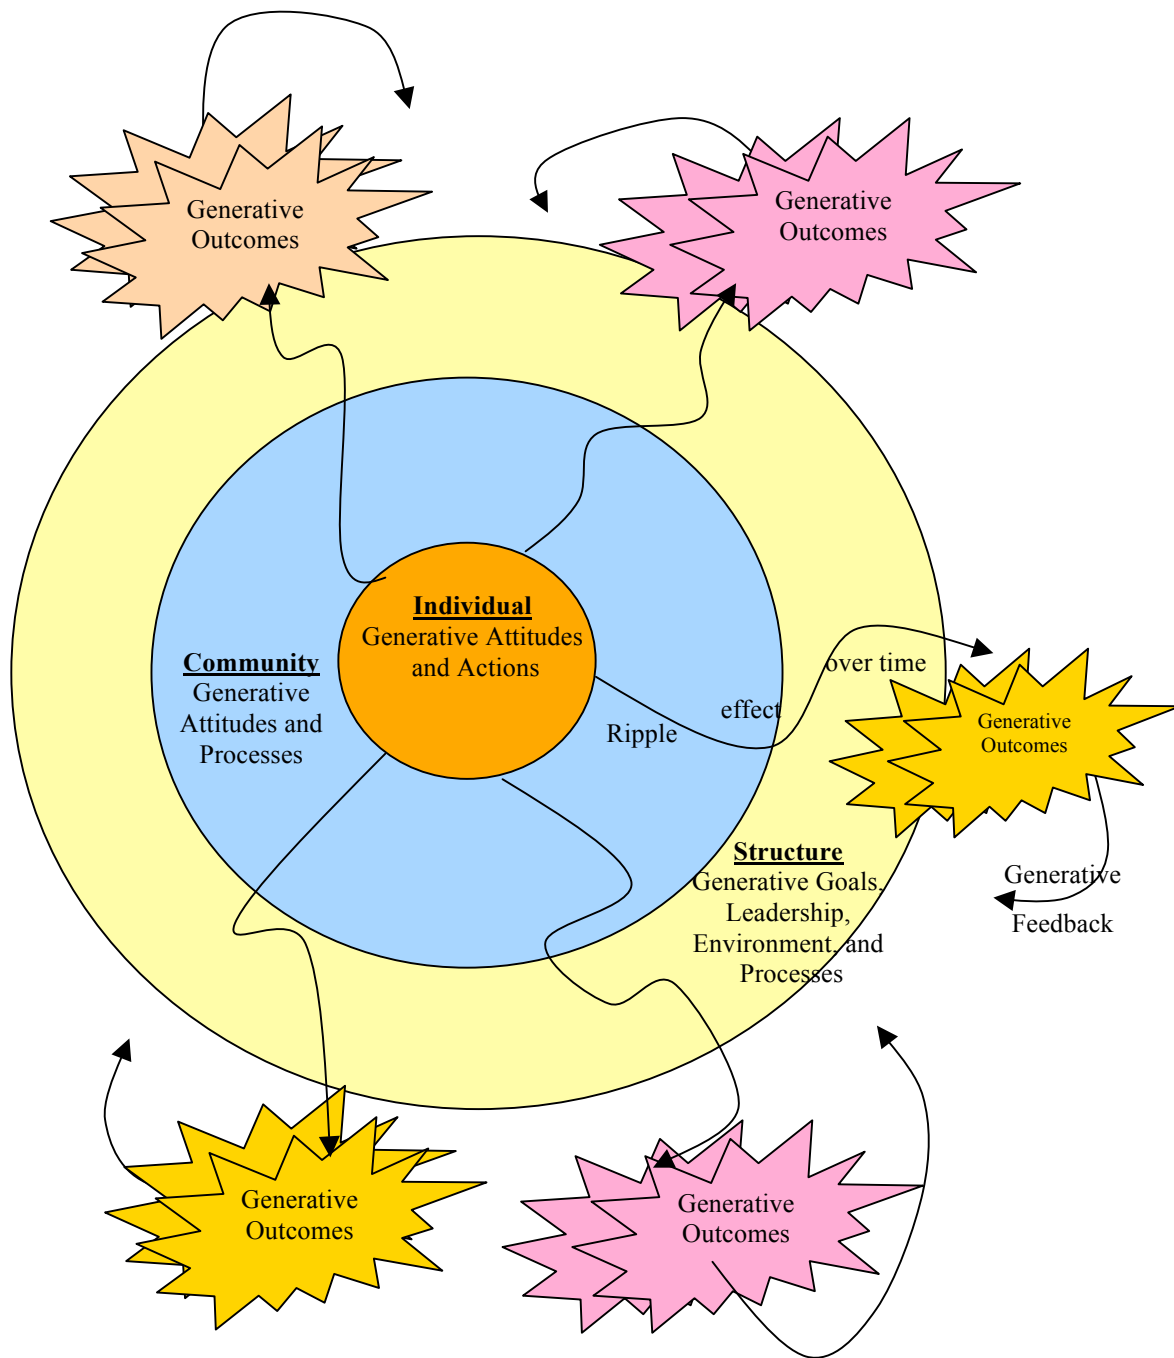 Generative
Outcomes
Generative
Outcomes
Individual
Generative Attitudes
and Actions
Community
Generative
Attitudes and
Processes
Ripple
effect
over time
Generative
Outcomes
Structure
Generative Goals,
Leadership,
Environment, and
Processes
Generative
Feedback
Generative
Outcomes
Generative
Outcomes